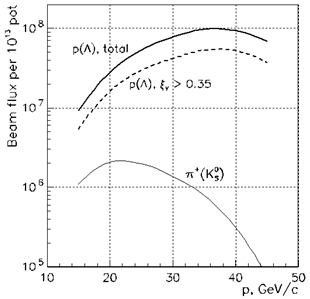 Beam flux per 10¹³ pot
10⁸
10⁷
10⁶
10⁵
p(Λ), total
p(Λ), ξᵥ > 0.35
π⁺(K⁰ₛ)
10 20 30 40 50
p, GeV/c